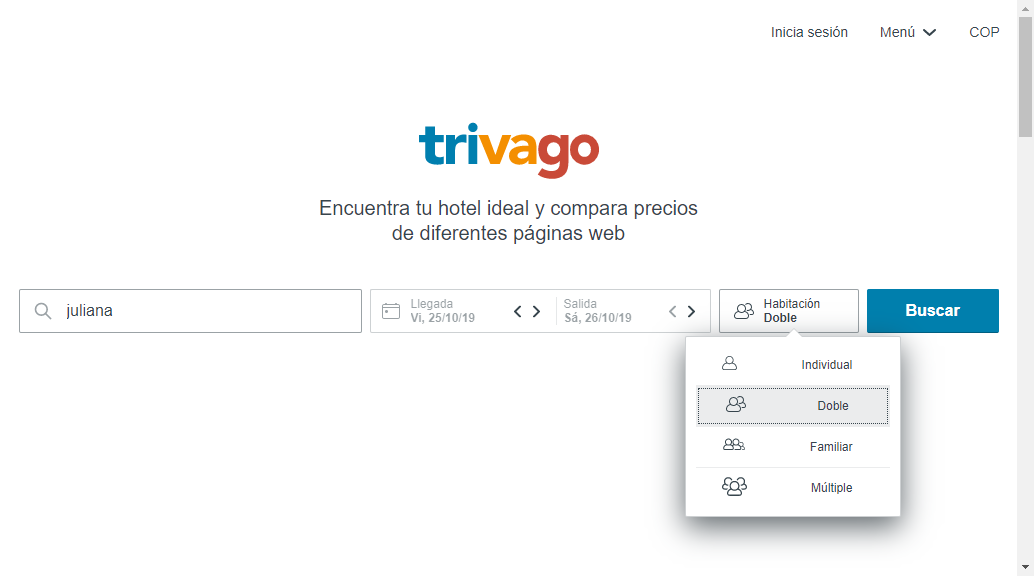 Inicia sesión Menú COP
trivago
Encuentra tu hotel ideal y compara precios
de diferentes páginas web
juliana
Llegada
Vi, 25/10/19
Salida
Sá, 26/10/19
Habitación
Doble
Buscar
Individual
Doble
Familiar
Múltiple